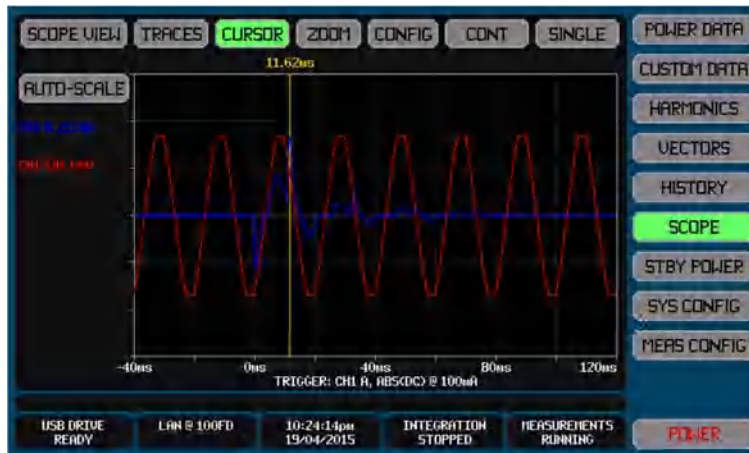 SCOPE VIEW TRACES CURSOR ZOOM CONFIG CONT SINGLE POWER DATA
11.62ms
CUSTOM DATA
AUTO-SCALE
HARMONICS
VECTORS
HISTORY
SCOPE
STBY POWER
SYS CONFIG
MEAS CONFIG
-40ms 0ms 40ms 80ms 120ms
TRIGGER: CH1 A, ABS(DC) @ 100mA
USB DRIVE READY
LAN @ 100FD
10:24:14pm 19/04/2015
INTEGRATION STOPPED
MEASUREMENTS RUNNING
POWER